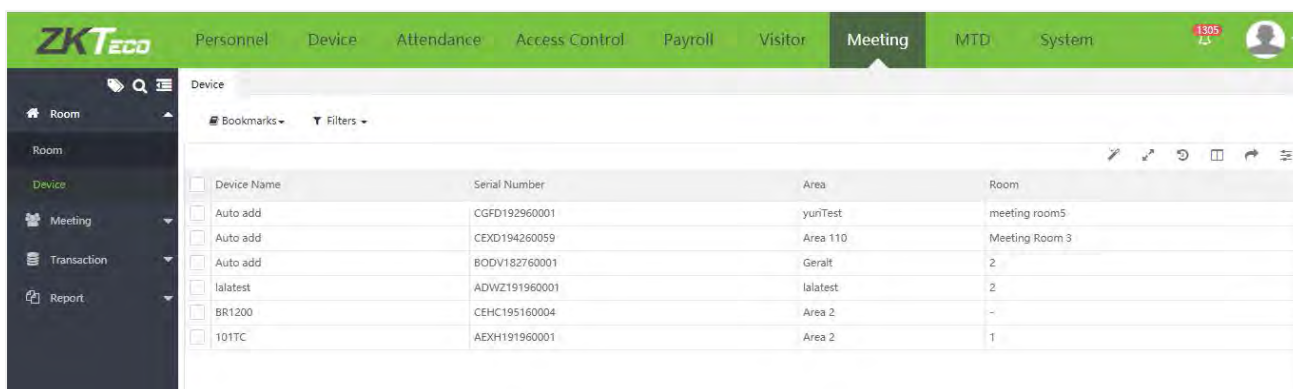 ZKTeco Personnel Device Attendance Access Control Payroll Visitor Meeting MTD System 1305
Device
Room
Bookmarks Filters
Room
Device
Device Name Serial Number Area Room
Auto add CGFD192960001 yuriTest meeting room5
Meeting
Auto add CEXD194260059 Area 110 Meeting Room 3
Transaction
Auto add BODV182760001 Geralt 2
lalatest ADWZ191960001 lalatest 2
Report
BR1200 CEHC195160004 Area 2 -
101TC AEXH191960001 Area 2 1